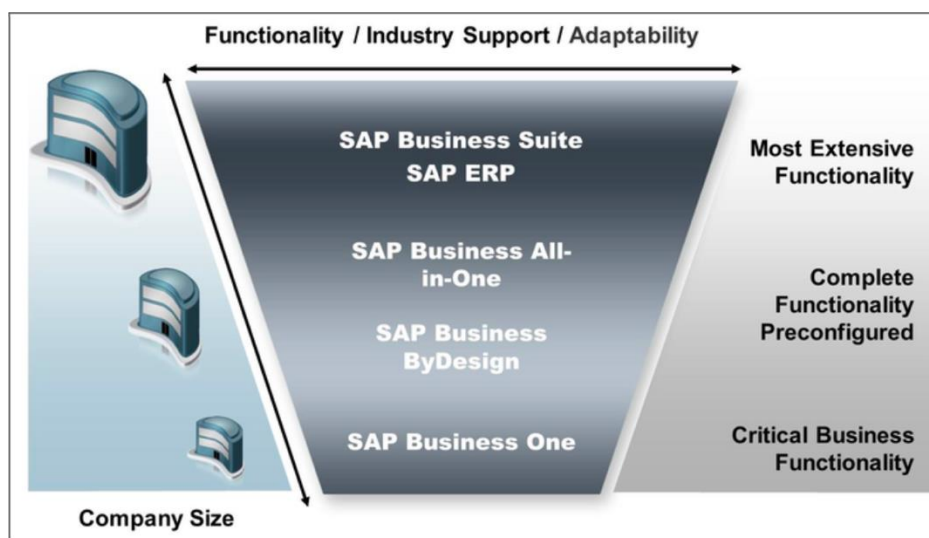 Functionality / Industry Support / Adaptability
SAP Business Suite
SAP ERP
Most Extensive
Functionality
SAP Business All-
in-One
Complete
Functionality
Preconfigured
SAP Business
ByDesign
SAP Business One
Critical Business
Functionality
Company Size